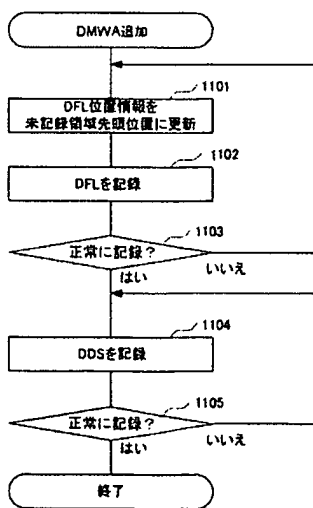 DMWA追加
1101
DFL位置情報を
未記録領域先頭位置に更新
1102
DFLを記録
1103
正常に記録？
いいえ
はい
1104
DDSを記録
1105
正常に記録？
いいえ
はい
終了